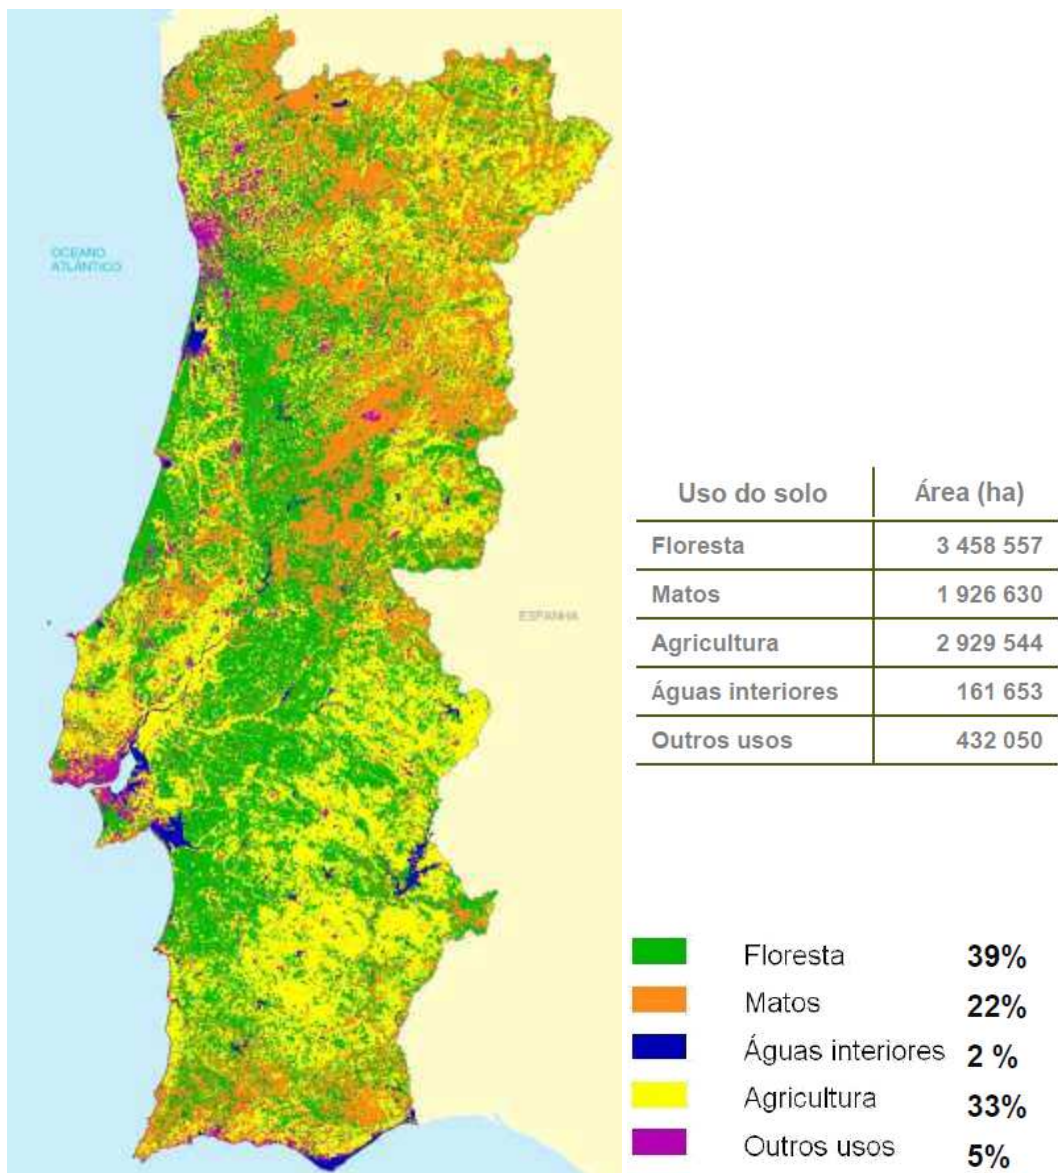 OCEANO
ATLÂNTICO
ESPANHA
Uso do solo Área (ha)
Floresta 3 458 557
Matos 1 926 630
Agricultura 2 929 544
Águas interiores 161 653
Outros usos 432 050
Floresta 39%
Matos 22%
Águas interiores 2 %
Agricultura 33%
Outros usos 5%